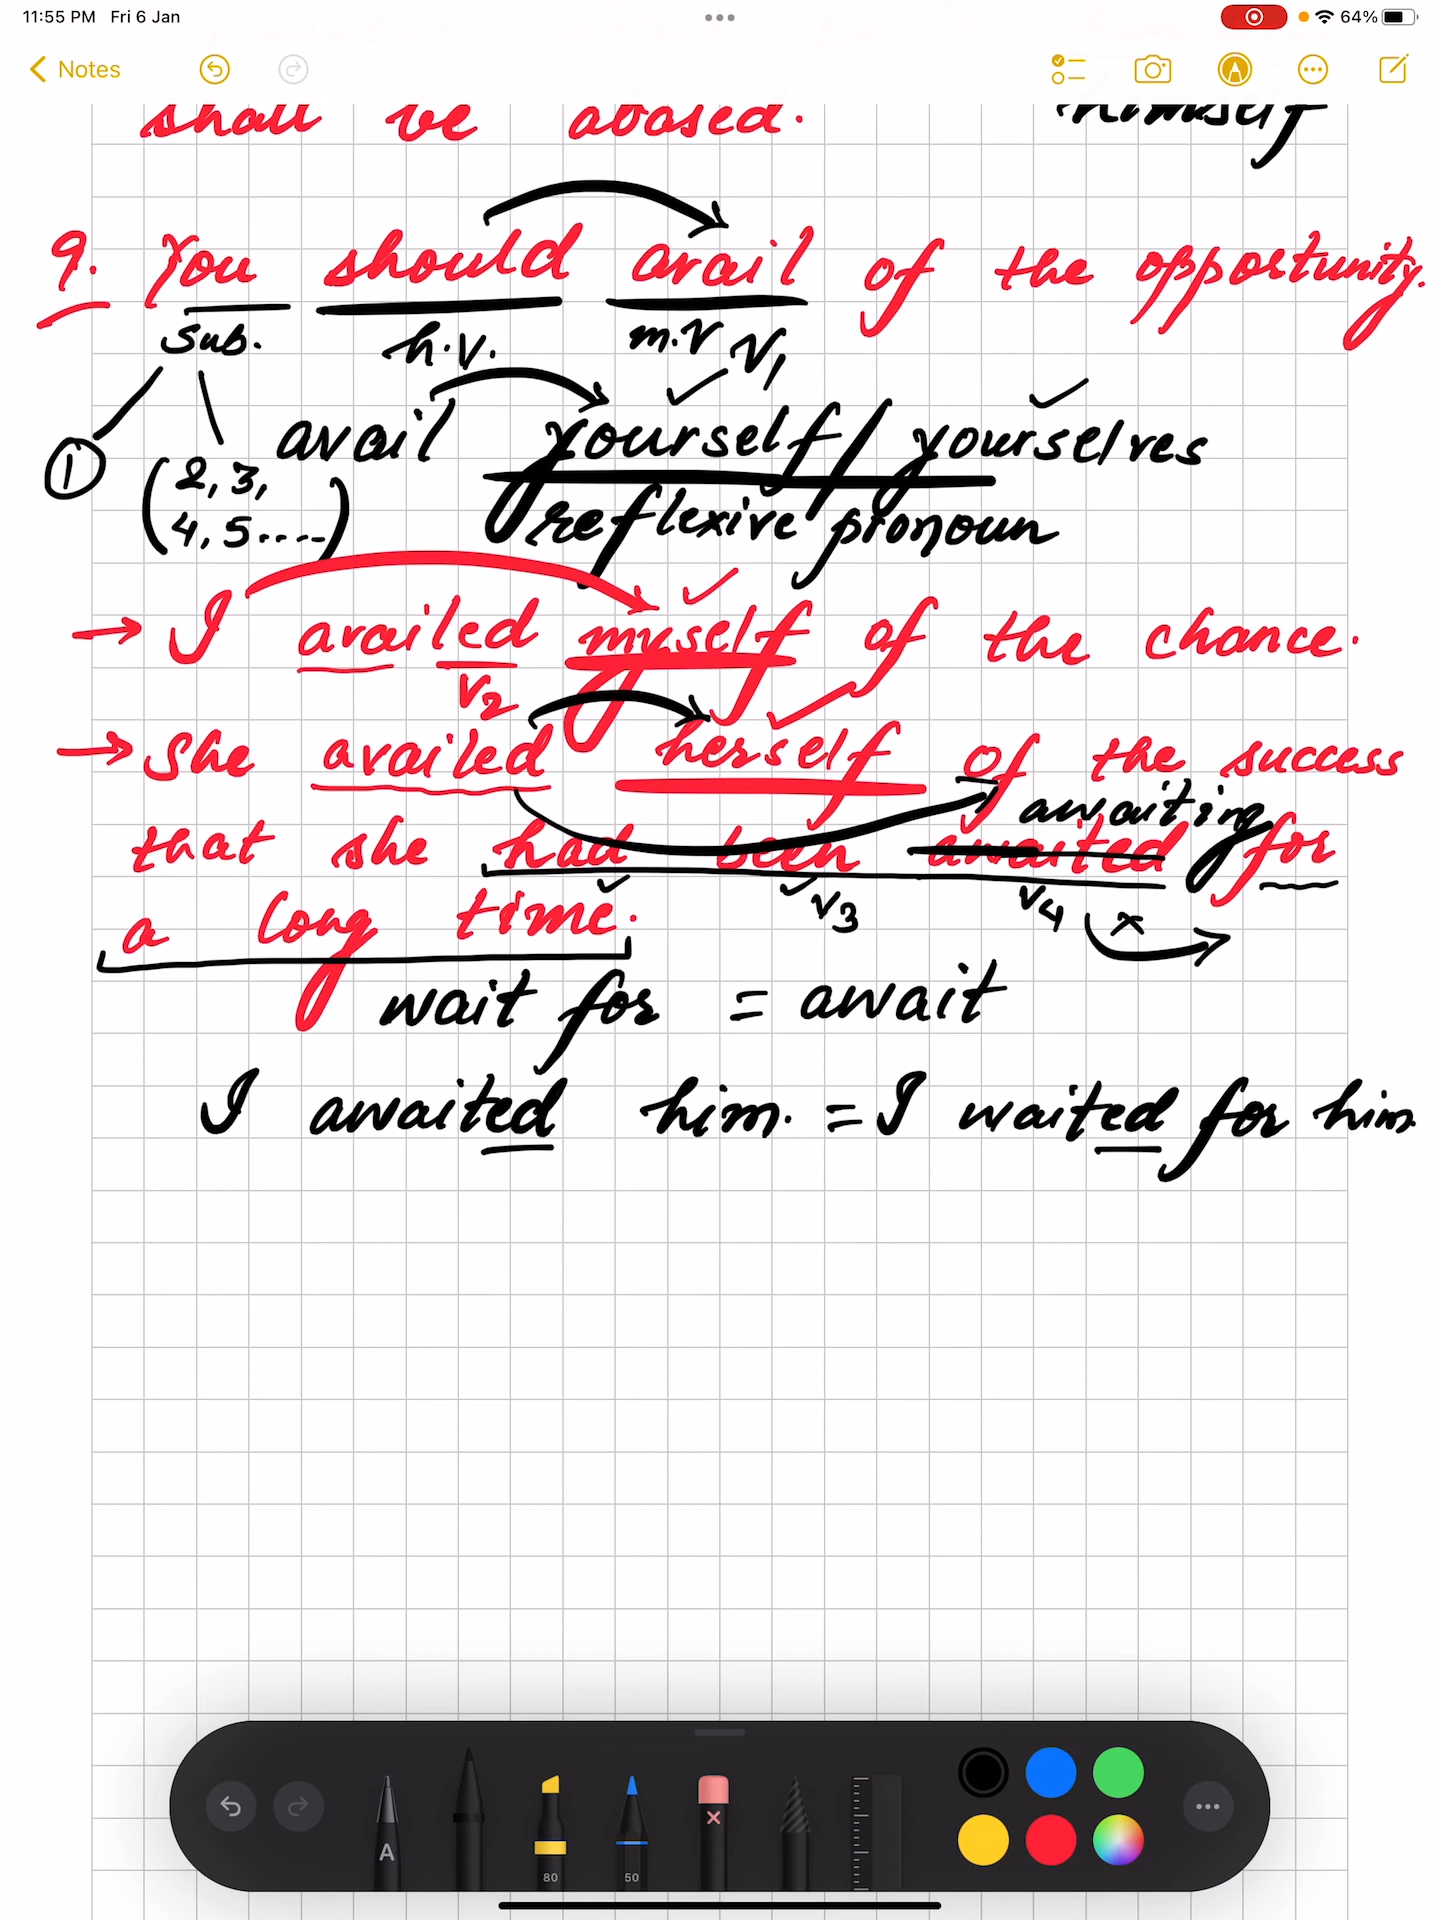 11:55 PM Fri 6 Jan 64%
Notes
shall be abased. himself
9. You should avail of the opportunity.
sub. h.v. m.v V1
avail yourself / yourselves
1 (2, 3, 4, 5....)
reflexive pronoun
→ I availed myself of the chance.
V2
→ She availed herself of the success
awaiting
that she had been awaited for
V3 V4 x
a long time.
wait for = await
I awaited him. = I waited for him.
A 80 50